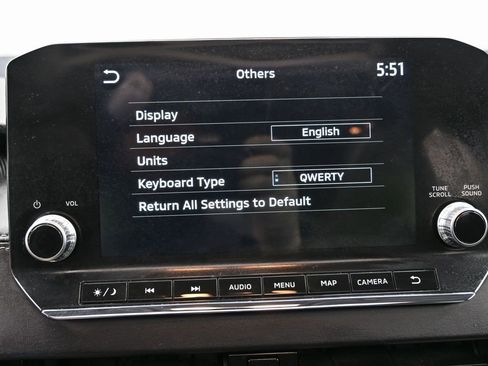 Others
5:51
Display
Language English
Units
Keyboard Type QWERTY
Return All Settings to Default
VOL
TUNE
SCROLL
PUSH
SOUND
AUDIO MENU MAP CAMERA